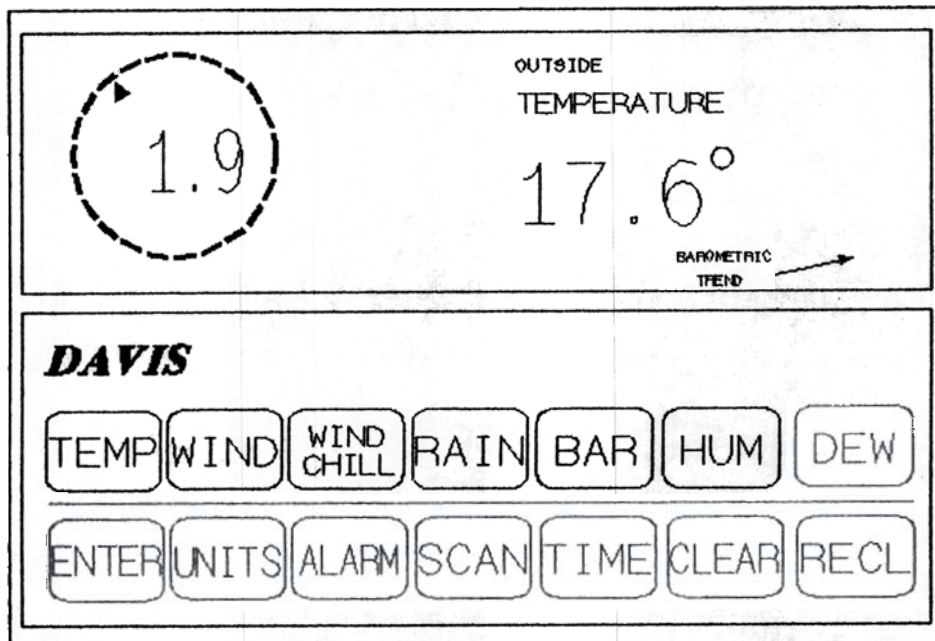 OUTSIDE
TEMPERATURE
1.9
17.6°
BAROMETRIC
TREND
DAVIS
TEMP WIND WIND CHILL RAIN BAR HUM DEW
ENTER UNITS ALARM SCAN TIME CLEAR RECL